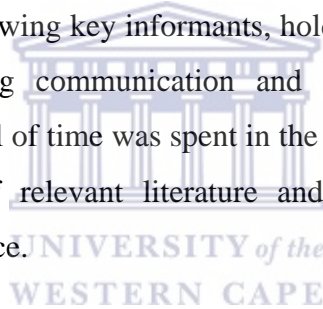 wing key informants, hol
g communication and
l of time was spent in the
f relevant literature and
ce.
UNIVERSITY of the
WESTERN CAPE